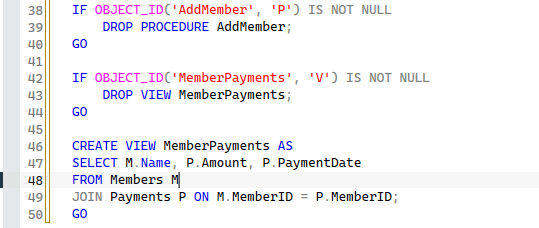 38 IF OBJECT_ID('AddMember', 'P') IS NOT NULL
39     DROP PROCEDURE AddMember;
40 GO
41
42 IF OBJECT_ID('MemberPayments', 'V') IS NOT NULL
43     DROP VIEW MemberPayments;
44 GO
45
46 CREATE VIEW MemberPayments AS
47 SELECT M.Name, P.Amount, P.PaymentDate
48 FROM Members M
49 JOIN Payments P ON M.MemberID = P.MemberID;
50 GO